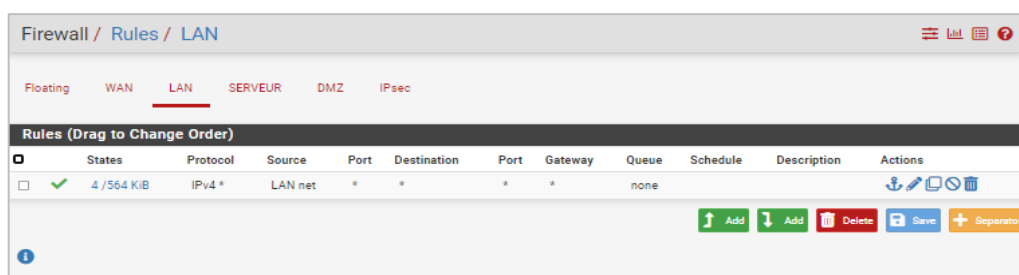 Firewall / Rules / LAN
Floating WAN LAN SERVEUR DMZ IPsec
Rules (Drag to Change Order)
States Protocol Source Port Destination Port Gateway Queue Schedule Description Actions
4 /564 KiB IPv4 * LAN net * * * * none
Add Add Delete Save Separato